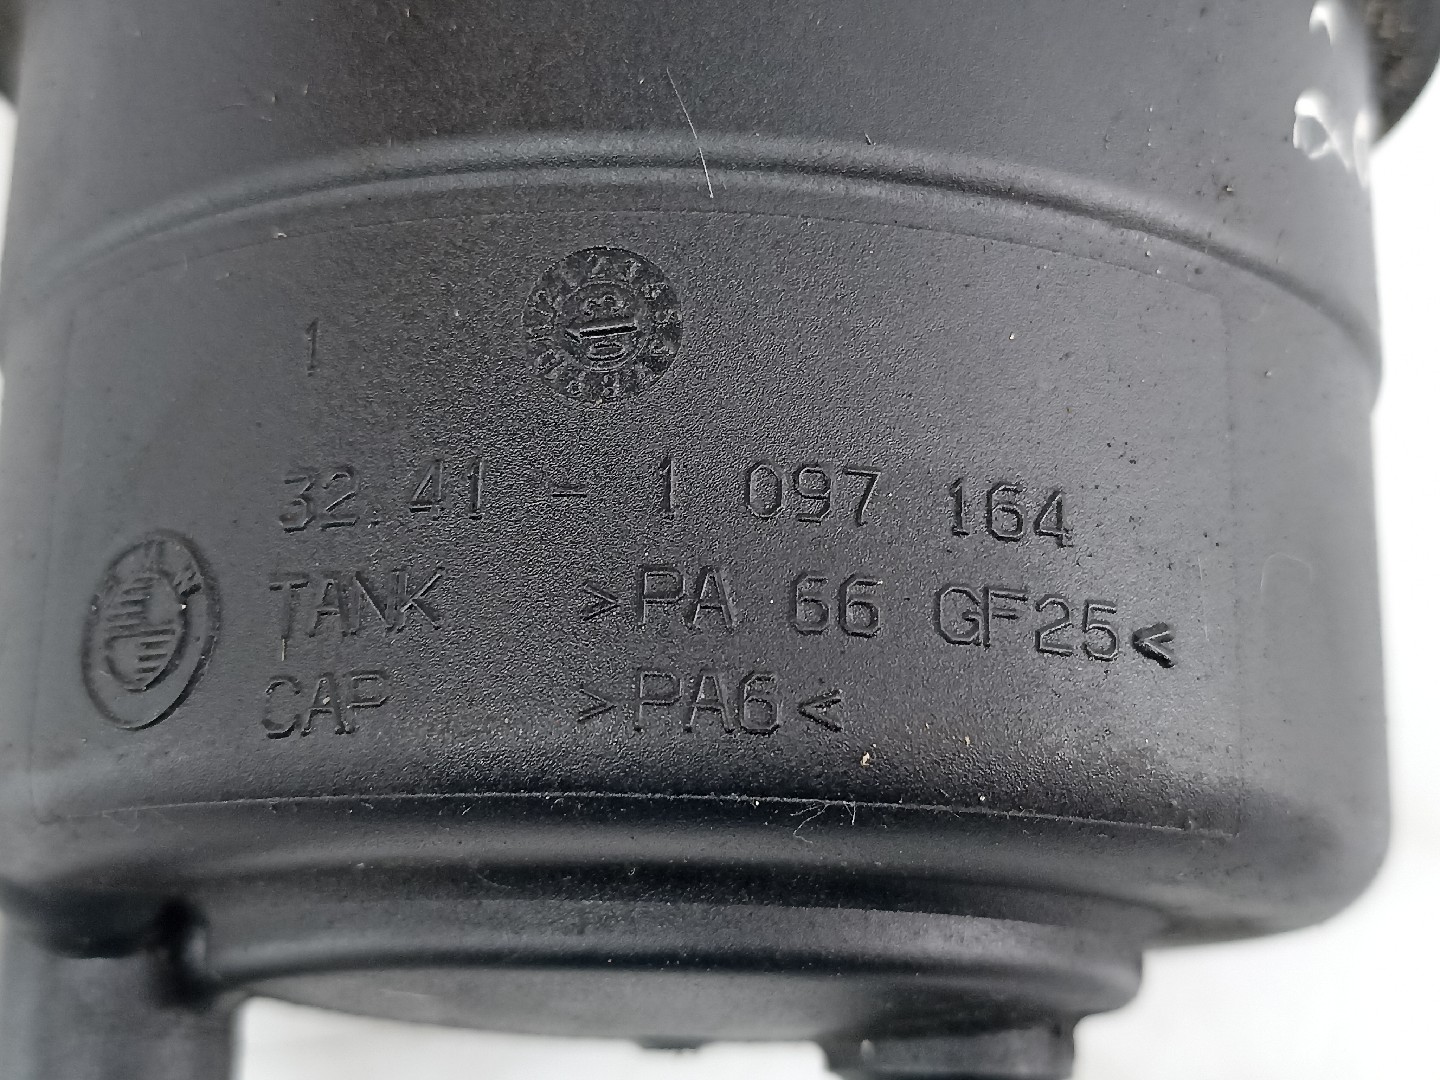 1
32.41 - 1 097 164
TANK >PA 66 GF25<
CAP >PA6<